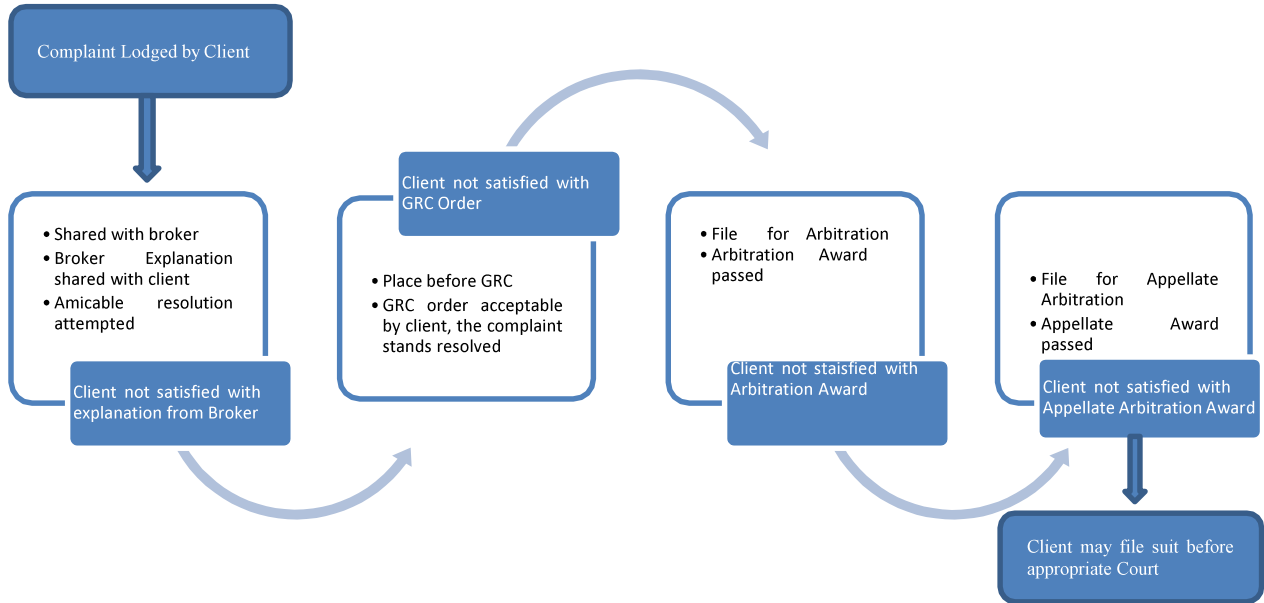 Complaint Lodged by Client
• Shared with broker
• Broker Explanation
shared with client
• Amicable resolution
attempted
Client not satisfied with
explanation from Broker
Client not satisfied with
GRC Order
• Place before GRC
• GRC order acceptable
by client, the complaint
stands resolved
• File for Arbitration
• Arbitration Award
passed
Client not staisfied with
Arbitration Award
• File for Appellate
Arbitration
• Appellate Award
passed
Client not satisfied with
Appellate Arbitration Award
Client may file suit before
appropriate Court